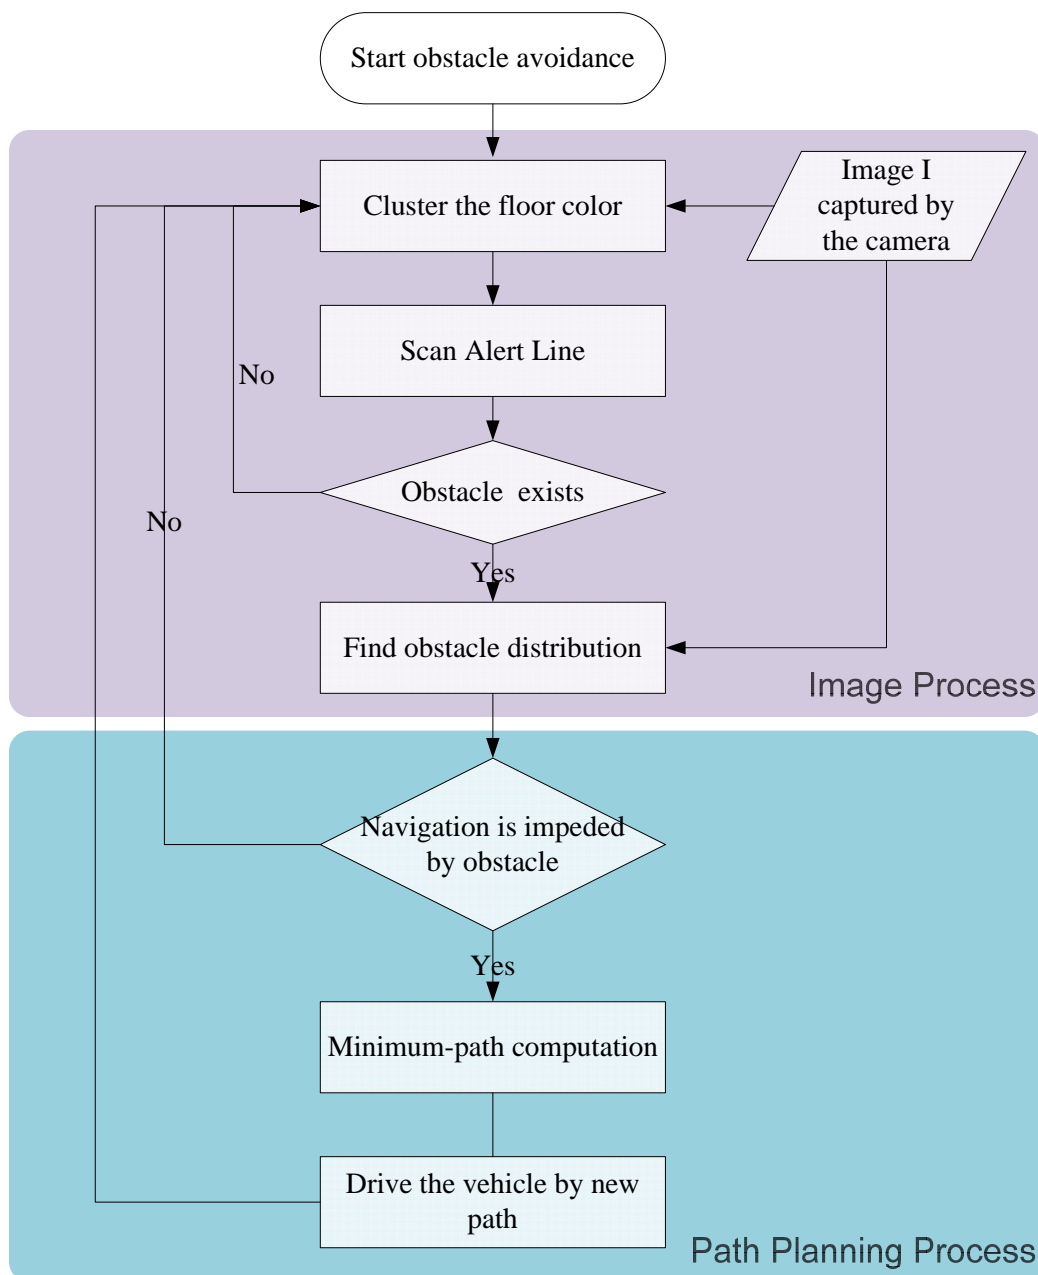 Start obstacle avoidance
Image I
captured by
the camera
Cluster the floor color
Scan Alert Line
No
Obstacle exists
No
Yes
Find obstacle distribution
Image Process
Navigation is impeded
by obstacle
Yes
Minimum-path computation
Drive the vehicle by new
path
Path Planning Process